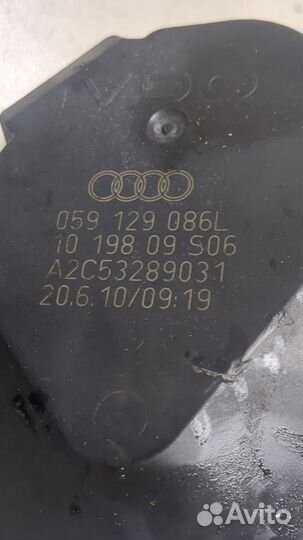 VDO
059 129 086L
10 198 09 S06
A2C53289031
20.6.10/09:19
Avito